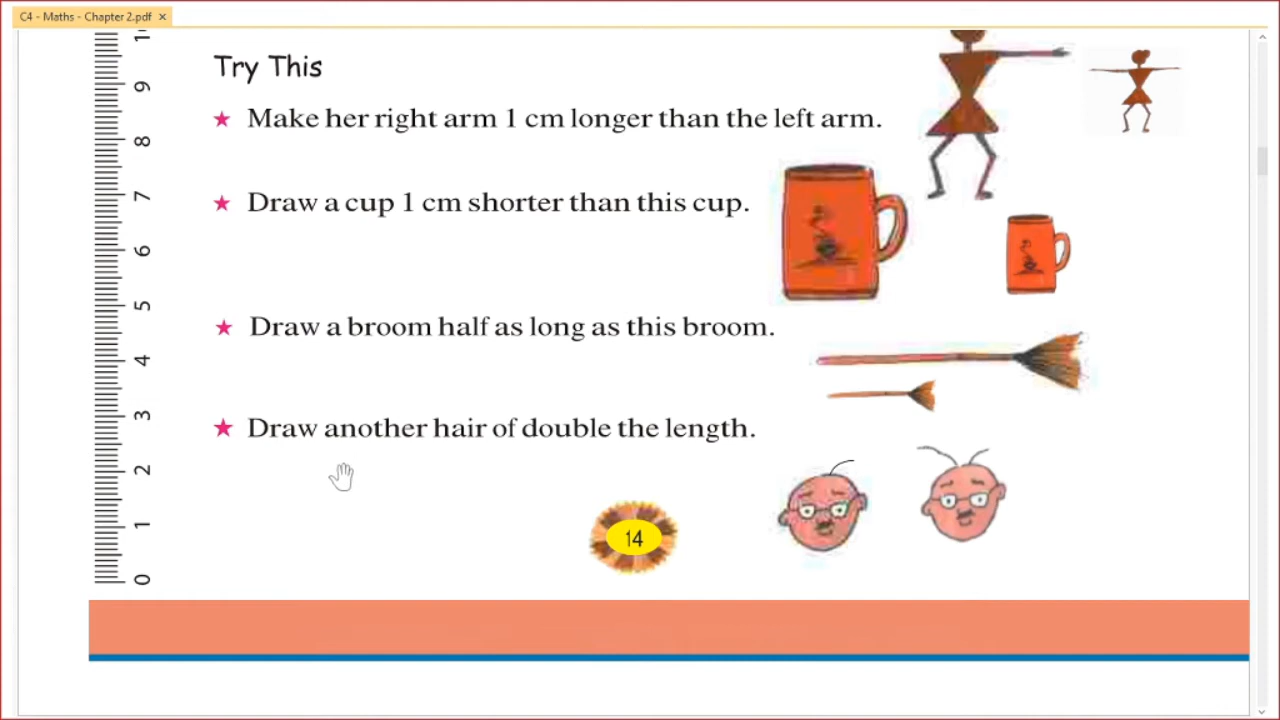 C4 - Maths - Chapter 2.pdf ×
Try This
★ Make her right arm 1 cm longer than the left arm.
★ Draw a cup 1 cm shorter than this cup.
★ Draw a broom half as long as this broom.
★ Draw another hair of double the length.
14
9
8
7
6
5
4
3
2
1
0